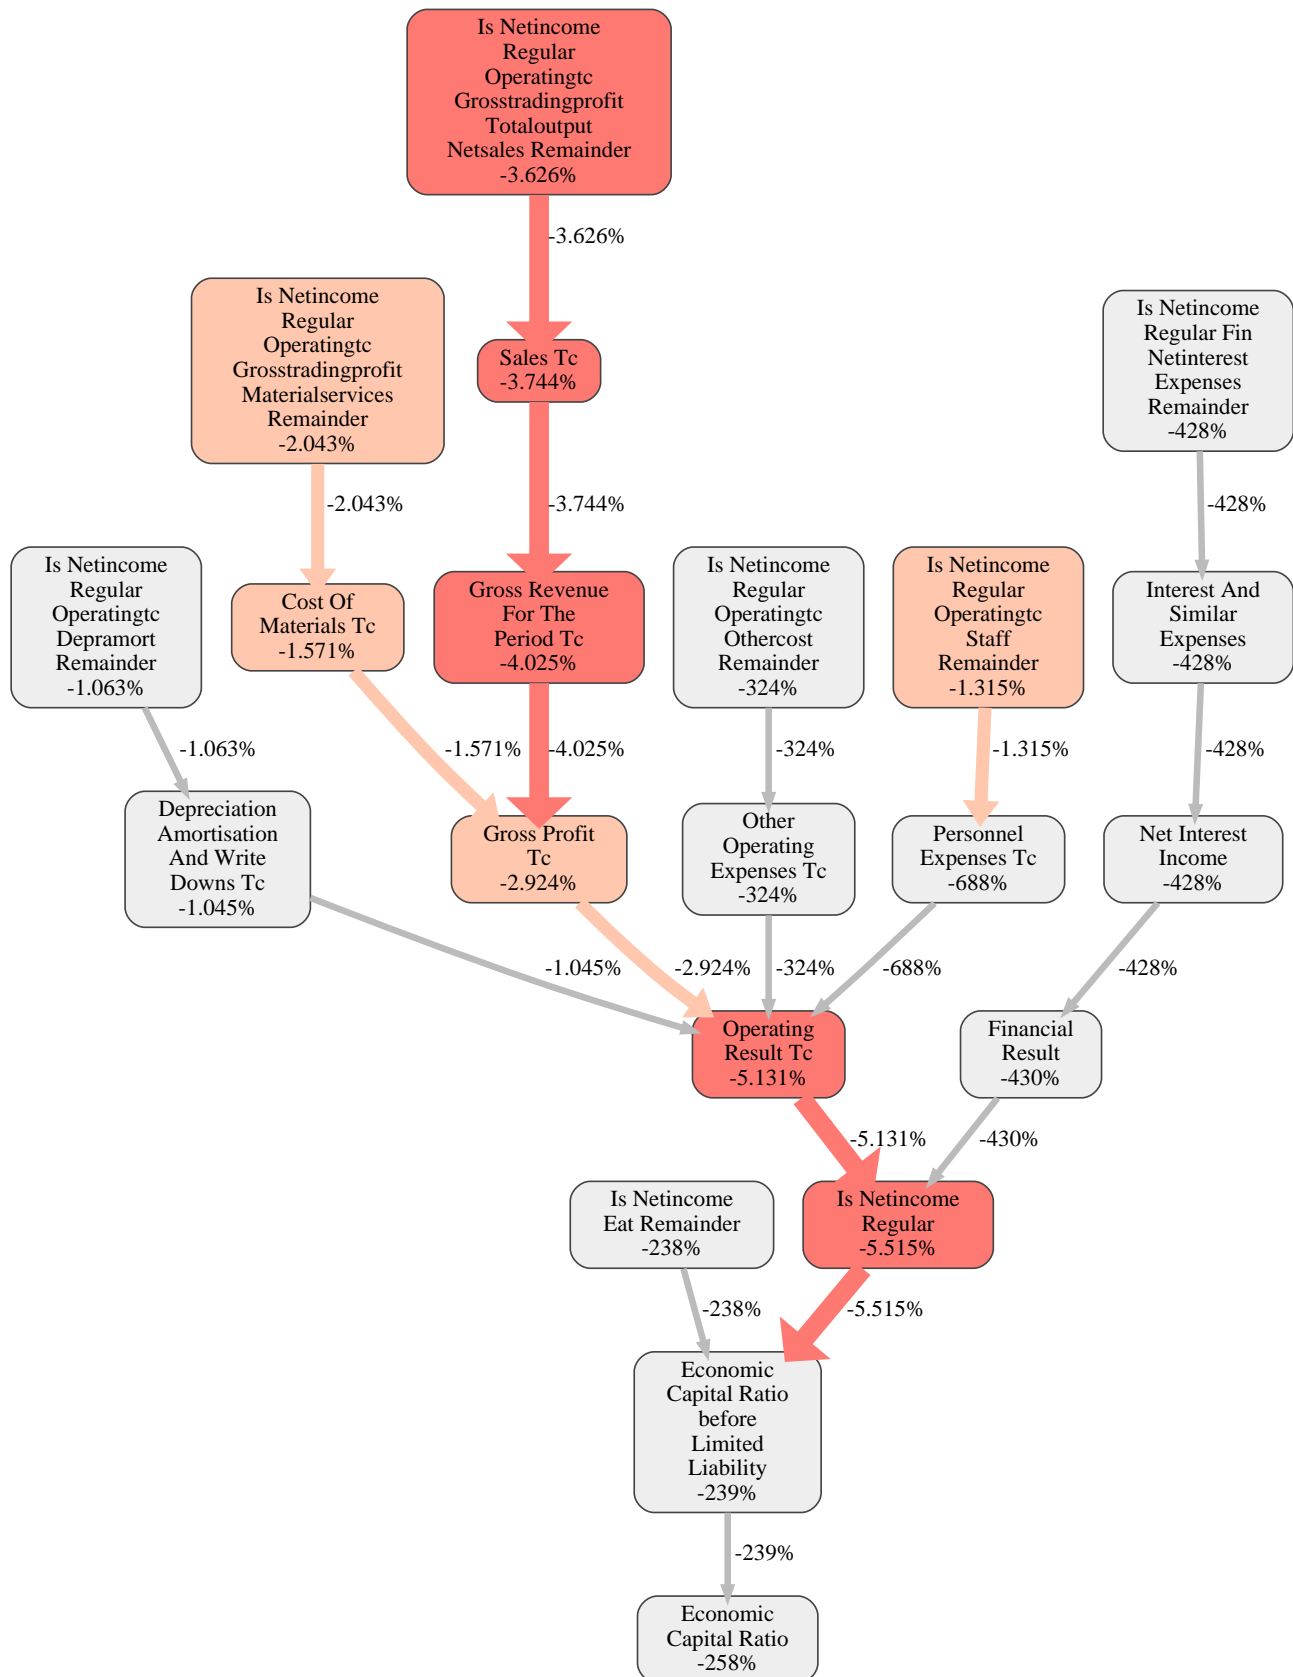 Is Netincome
Regular
Operatingtc
Grosstradingprofit
Totaloutput
Netsales Remainder
-3.626%
-3.626%
Is Netincome
Regular
Operatingtc
Grosstradingprofit
Materialservices
Remainder
-2.043%
Is Netincome
Regular Fin
Netinterest
Expenses
Remainder
-428%
Sales Tc
-3.744%
-2.043%
-3.744%
-428%
Is Netincome
Regular
Operatingtc
Depramort
Remainder
-1.063%
Cost Of
Materials Tc
-1.571%
Gross Revenue
For The
Period Tc
-4.025%
Is Netincome
Regular
Operatingtc
Othercost
Remainder
-324%
Is Netincome
Regular
Operatingtc
Staff
Remainder
-1.315%
Interest And
Similar
Expenses
-428%
-1.063%
-1.571%
-4.025%
-324%
-1.315%
-428%
Depreciation
Amortisation
And Write
Downs Tc
-1.045%
Gross Profit
Tc
-2.924%
Other
Operating
Expenses Tc
-324%
Personnel
Expenses Tc
-688%
Net Interest
Income
-428%
-1.045%
-2.924%
-324%
-688%
-428%
Operating
Result Tc
-5.131%
Financial
Result
-430%
-5.131%
-430%
Is Netincome
Eat Remainder
-238%
Is Netincome
Regular
-5.515%
-238%
-5.515%
Economic
Capital Ratio
before
Limited
Liability
-239%
-239%
Economic
Capital Ratio
-258%